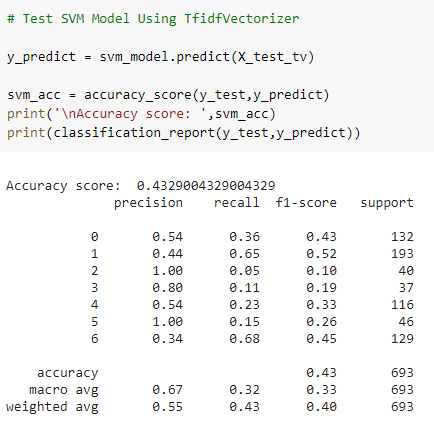 # Test SVM Model Using TfidfVectorizer
y_predict = svm_model.predict(X_test_tv)
svm_acc = accuracy_score(y_test,y_predict)
print('\nAccuracy score: ',svm_acc)
print(classification_report(y_test,y_predict))
Accuracy score:  0.4329004329004329
precision recall f1-score support
0 0.54 0.36 0.43 132
1 0.44 0.65 0.52 193
2 1.00 0.05 0.10 40
3 0.80 0.11 0.19 37
4 0.54 0.23 0.33 116
5 1.00 0.15 0.26 46
6 0.34 0.68 0.45 129
accuracy 0.43 693
macro avg 0.67 0.32 0.33 693
weighted avg 0.55 0.43 0.40 693